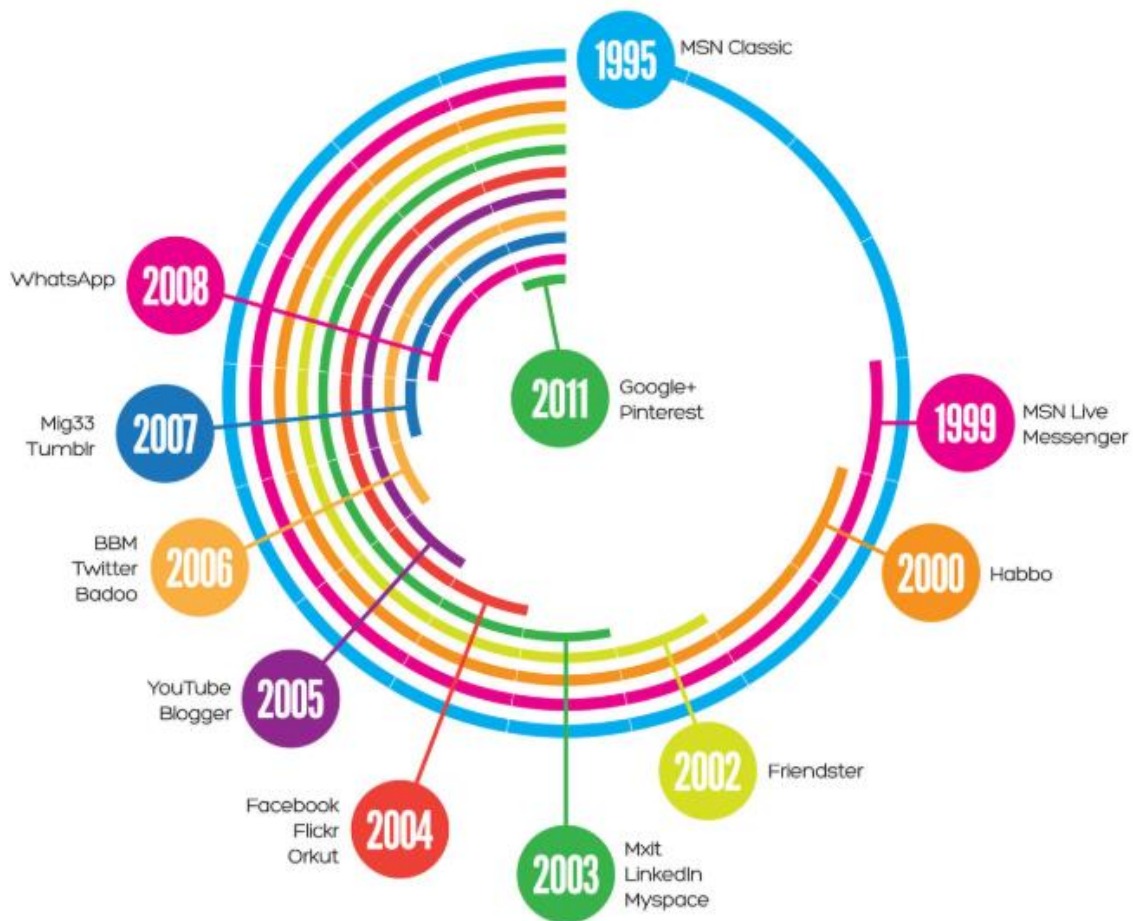 1995
MSN Classic
1999
MSN Live
Messenger
2000
Habbo
2002
Friendster
2003
Mxit
LinkedIn
Myspace
2004
Facebook
Flickr
Orkut
2005
YouTube
Blogger
2006
BBM
Twitter
Badoo
2007
Mig33
Tumblr
2008
WhatsApp
2011
Google+
Pinterest